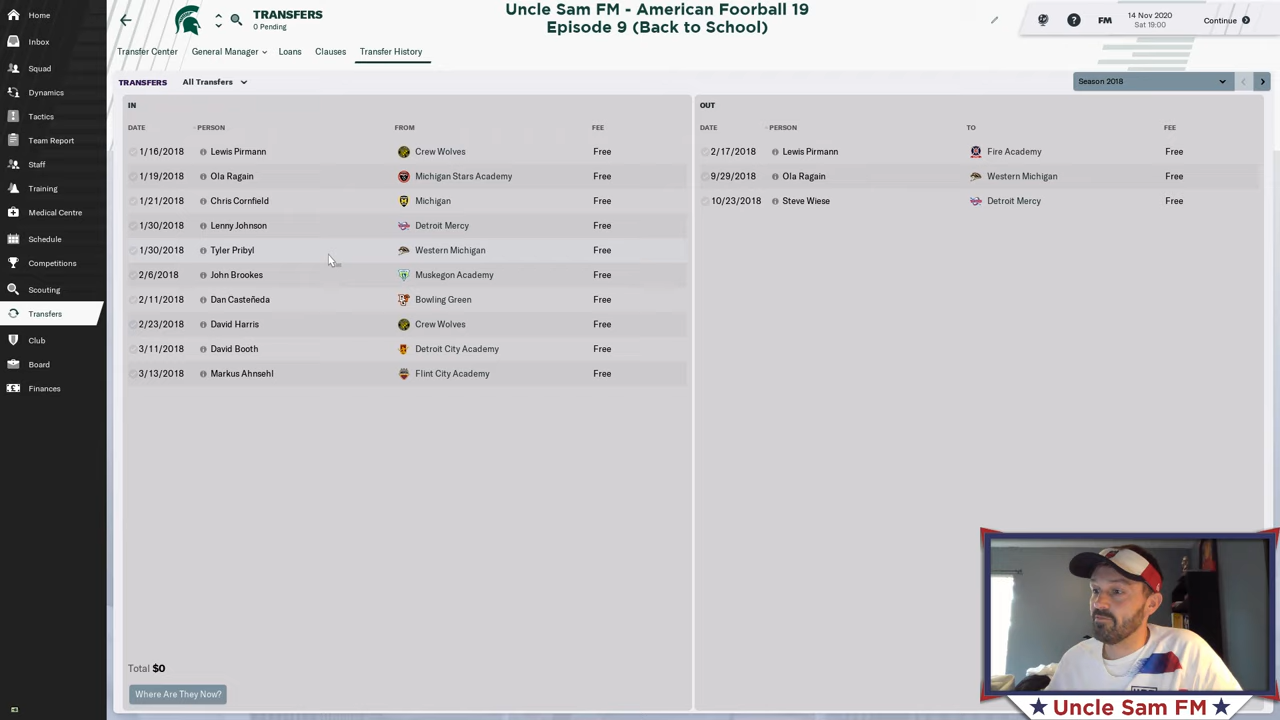 Home
Inbox
Squad
Dynamics
Tactics
Team Report
Staff
Training
Medical Centre
Schedule
Competitions
Scouting
Transfers
Club
Board
Finances
TRANSFERS
0 Pending
Uncle Sam FM - American Foorball 19
Episode 9 (Back to School)
FM
14 Nov 2020
Sat 19:00
Continue
Transfer Center General Manager Loans Clauses Transfer History
TRANSFERS All Transfers
Season 2018
IN
DATE PERSON FROM FEE
1/16/2018 Lewis Pirmann Crew Wolves Free
1/19/2018 Ola Ragain Michigan Stars Academy Free
1/21/2018 Chris Cornfield Michigan Free
1/30/2018 Lenny Johnson Detroit Mercy Free
1/30/2018 Tyler Pribyl Western Michigan Free
2/6/2018 John Brookes Muskegon Academy Free
2/11/2018 Dan Casteñeda Bowling Green Free
2/23/2018 David Harris Crew Wolves Free
3/11/2018 David Booth Detroit City Academy Free
3/13/2018 Markus Ahnsehl Flint City Academy Free
Total $0
Where Are They Now?
OUT
DATE PERSON TO FEE
2/17/2018 Lewis Pirmann Fire Academy Free
9/29/2018 Ola Ragain Western Michigan Free
10/23/2018 Steve Wiese Detroit Mercy Free
Uncle Sam FM